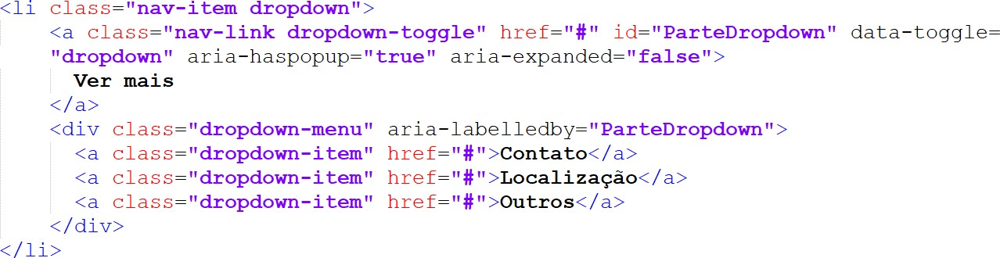 <li class="nav-item dropdown">
<a class="nav-link dropdown-toggle" href="#" id="ParteDropdown" data-toggle=
"dropdown" aria-haspopup="true" aria-expanded="false">
Ver mais
</a>
<div class="dropdown-menu" aria-labelledby="ParteDropdown">
<a class="dropdown-item" href="#">Contato</a>
<a class="dropdown-item" href="#">Localização</a>
<a class="dropdown-item" href="#">Outros</a>
</div>
</li>